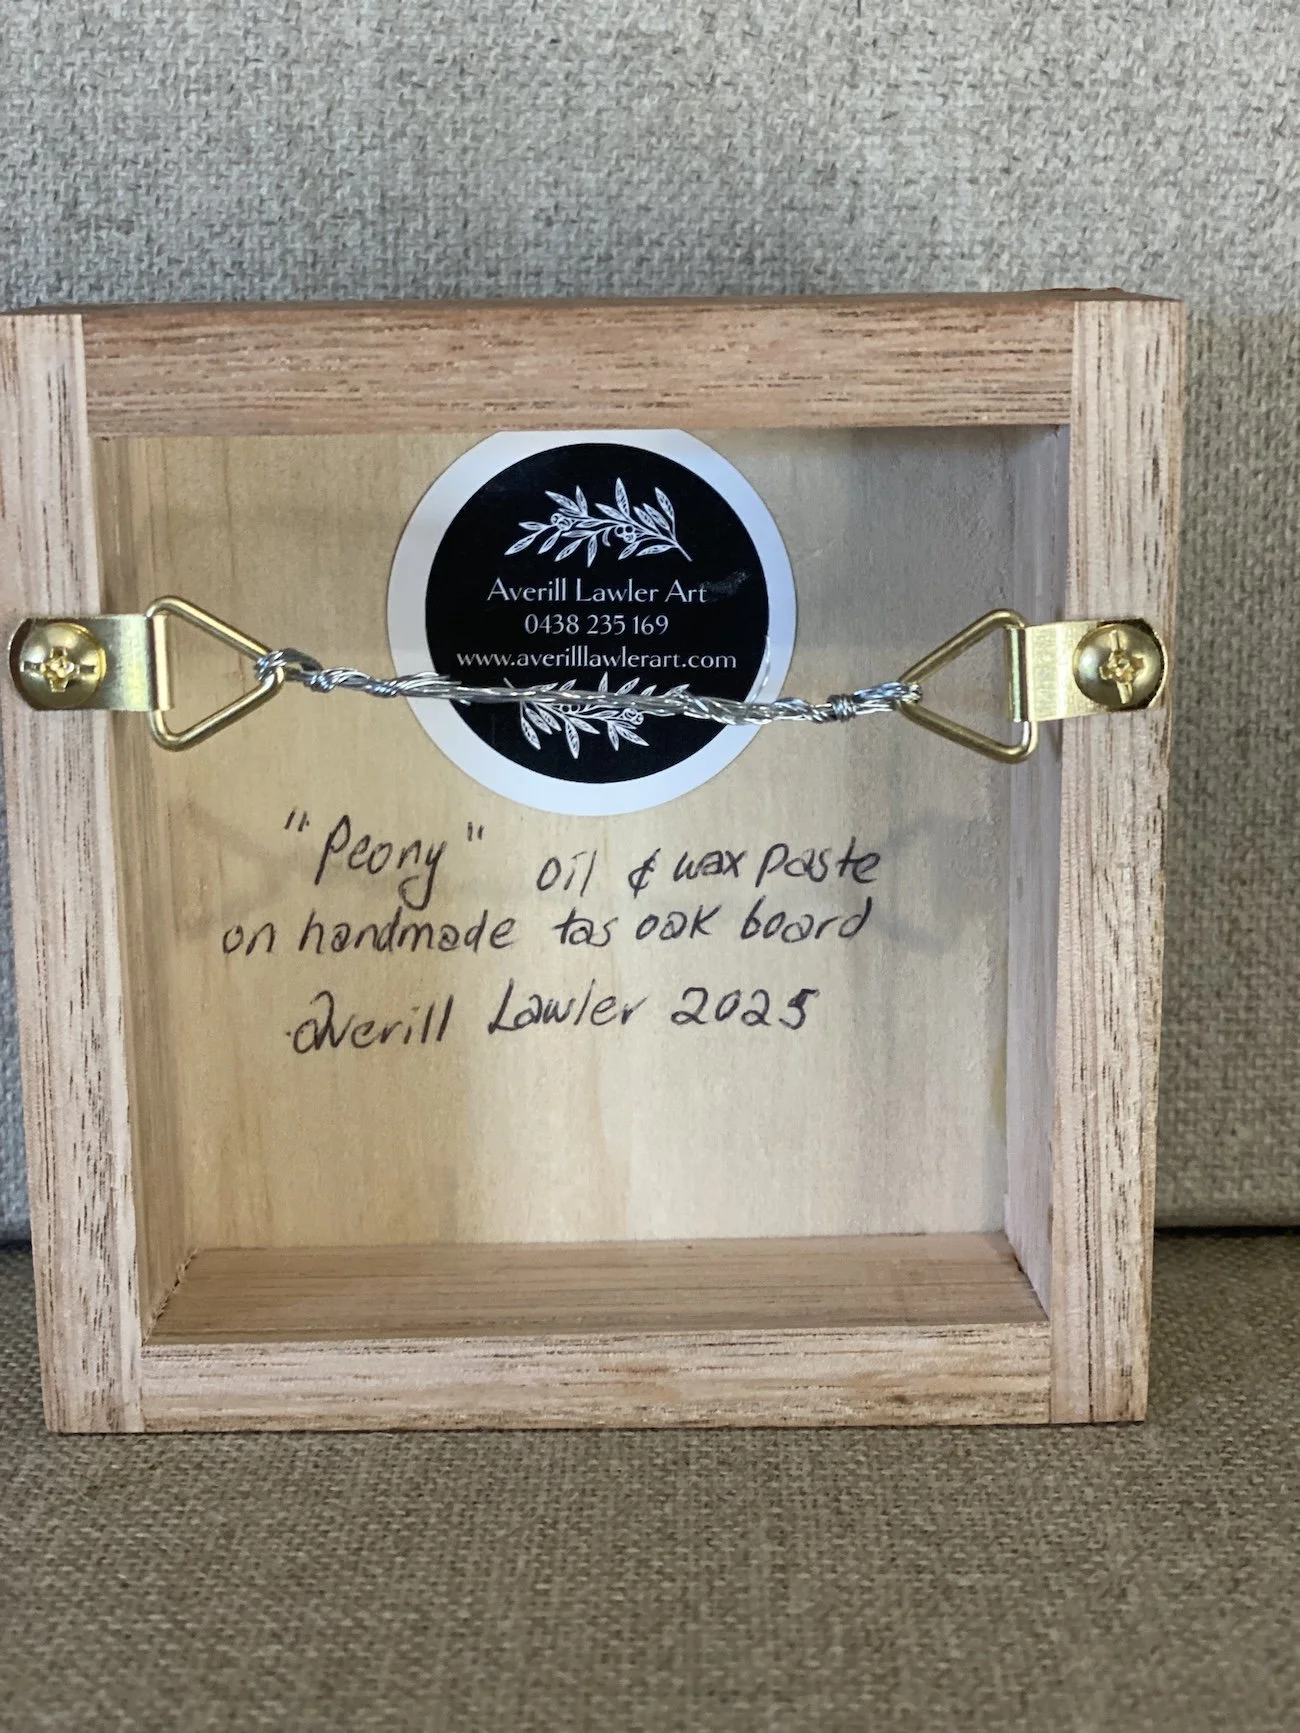 Averill Lawler Art
0438 235 169
www.averilllawlerart.com
"Peony" oil & wax paste
on handmade tas oak board
Averill Lawler 2025